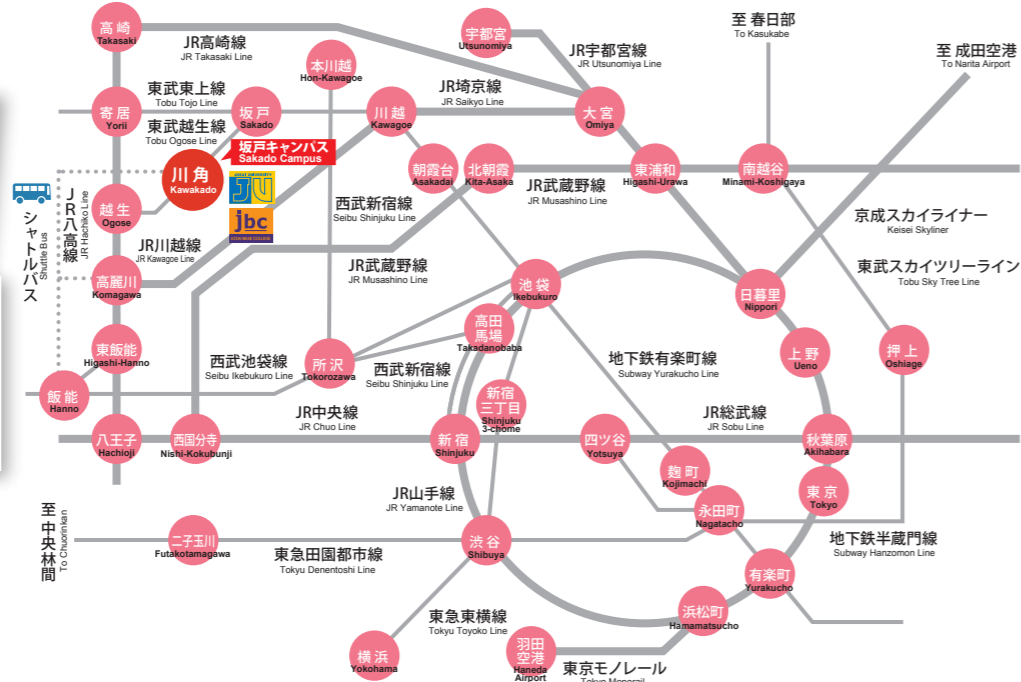 高崎
Takasaki
JR高崎線
JR Takasaki Line
宇都宮
Utsunomiya
JR宇都宮線
JR Utsunomiya Line
至 春日部
To Kasukabe
至 成田空港
To Narita Airport
本川越
Hon-Kawagoe
東武東上線
Tobu Tojo Line
JR埼京線
JR Saikyo Line
寄居
Yorii
坂戸
Sakado
川越
Kawagoe
大宮
Omiya
東武越生線
Tobu Ogose Line
坂戸キャンパス
Sakado Campus
川角
Kawakado
JU
jbc
朝霞台
Asakadai
北朝霞
Kita-Asaka
JR武蔵野線
JR Musashino Line
東浦和
Higashi-Urawa
南越谷
Minami-Koshigaya
シャトルバス
Shuttle Bus
JR八高線
JR Hachiko Line
越生
Ogose
西武新宿線
Seibu Shinjuku Line
京成スカイライナー
Keisei Skyliner
JR川越線
JR Kawagoe Line
JR武蔵野線
JR Musashino Line
東武スカイツリーライン
Tobu Sky Tree Line
高麗川
Komagawa
池袋
Ikebukuro
日暮里
Nippori
東飯能
Higashi-Hanno
西武池袋線
Seibu Ikebukuro Line
所沢
Tokorozawa
西武新宿線
Seibu Shinjuku Line
高田
馬場
Takadanobaba
地下鉄有楽町線
Subway Yurakucho Line
上野
Ueno
押上
Oshiage
飯能
Hanno
新宿
三丁目
Shinjuku
3-chome
JR中央線
JR Chuo Line
JR総武線
JR Sobu Line
八王子
Hachioji
西国分寺
Nishi-Kokubunji
新宿
Shinjuku
四ツ谷
Yotsuya
秋葉原
Akihabara
麹町
Kojimachi
JR山手線
JR Yamanote Line
東京
Tokyo
永田町
Nagatacho
至 中央林間
To Chuorinkan
二子玉川
Futakotamagawa
東急田園都市線
Tokyu Denentoshi Line
渋谷
Shibuya
地下鉄半蔵門線
Subway Hanzomon Line
有楽町
Yurakucho
東急東横線
Tokyu Toyoko Line
浜松町
Hamamatsucho
横浜
Yokohama
羽田
空港
Haneda
Airport
東京モノレール
Tokyo Monorail